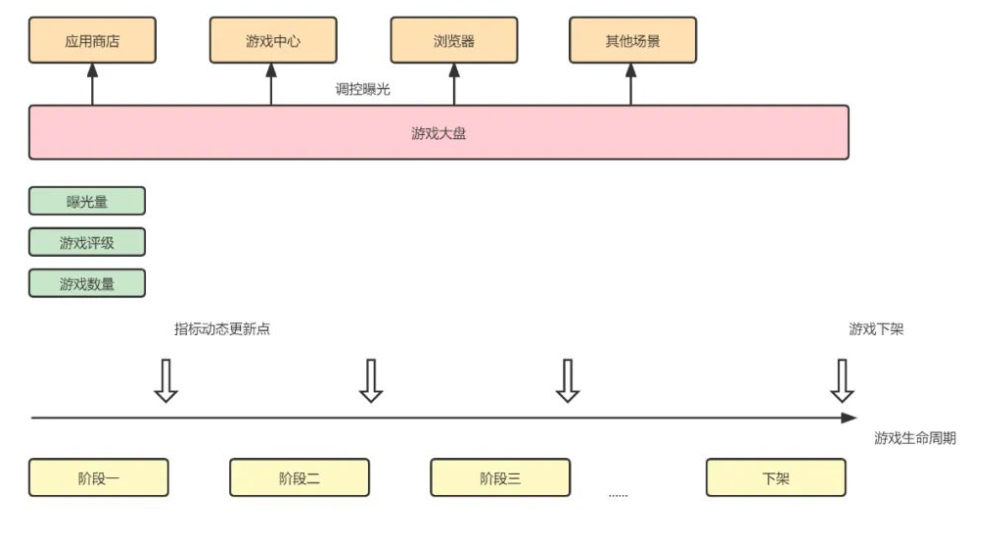 应用商店
游戏中心
浏览器
其他场景
调控曝光
游戏大盘
曝光量
游戏评级
游戏数量
指标动态更新点
游戏下架
游戏生命周期
阶段一
阶段二
阶段三
......
下架